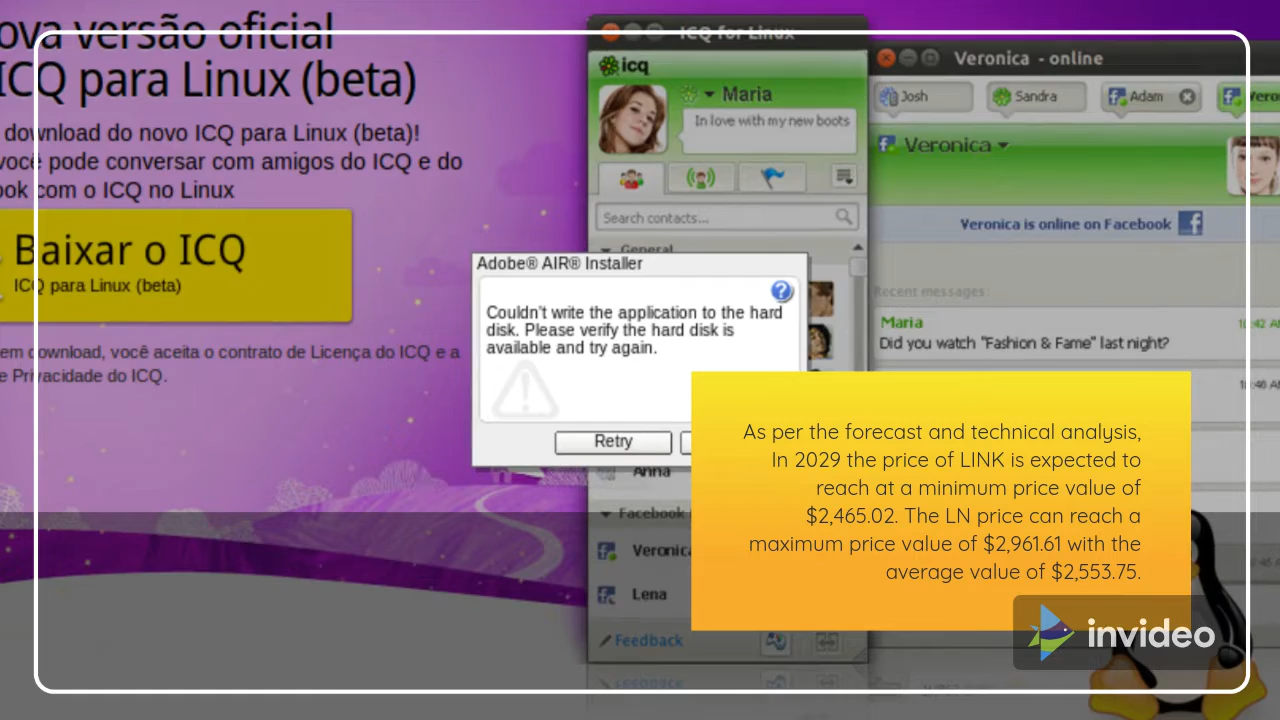 ova versão oficial
ICQ para Linux (beta)
download do novo ICQ para Linux (beta)!
você pode conversar com amigos do ICQ e do
ook com o ICQ no Linux
Baixar o ICQ
ICQ para Linux (beta)
em download, você aceita o contrato de Licença do ICQ e a
e Privacidade do ICQ.
ICQ for Linux
icq
Maria
In love with my new boots
Search contacts...
General
Adobe® AIR® Installer
Couldn't write the application to the hard
disk. Please verify the hard disk is
available and try again.
Retry
Anna
Facebook
Veronica
Lena
Feedback
Veronica - online
Josh
Sandra
Adam
Vero
Veronica
Veronica is online on Facebook
Recent messages:
Maria
Did you watch "Fashion & Fame" last night?
As per the forecast and technical analysis,
In 2029 the price of LINK is expected to
reach at a minimum price value of
$2,465.02. The LN price can reach a
maximum price value of $2,961.61 with the
average value of $2,553.75.
invideo